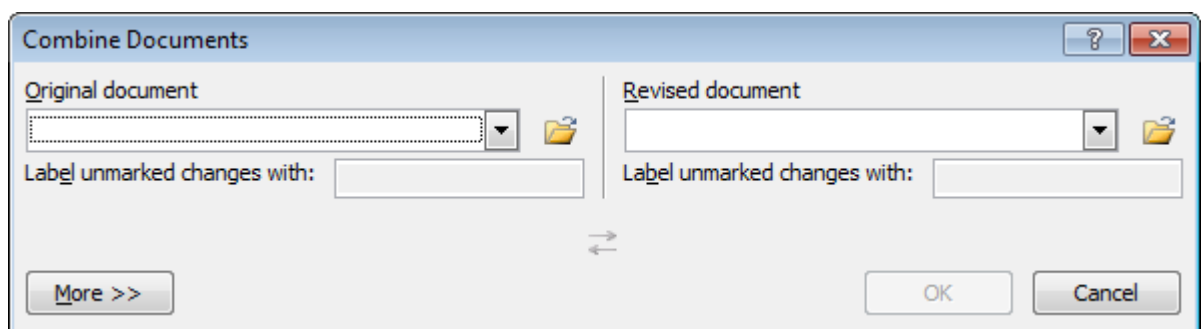 Combine Documents
?
Original document
Revised document
Label unmarked changes with:
Label unmarked changes with:
More >>
OK
Cancel